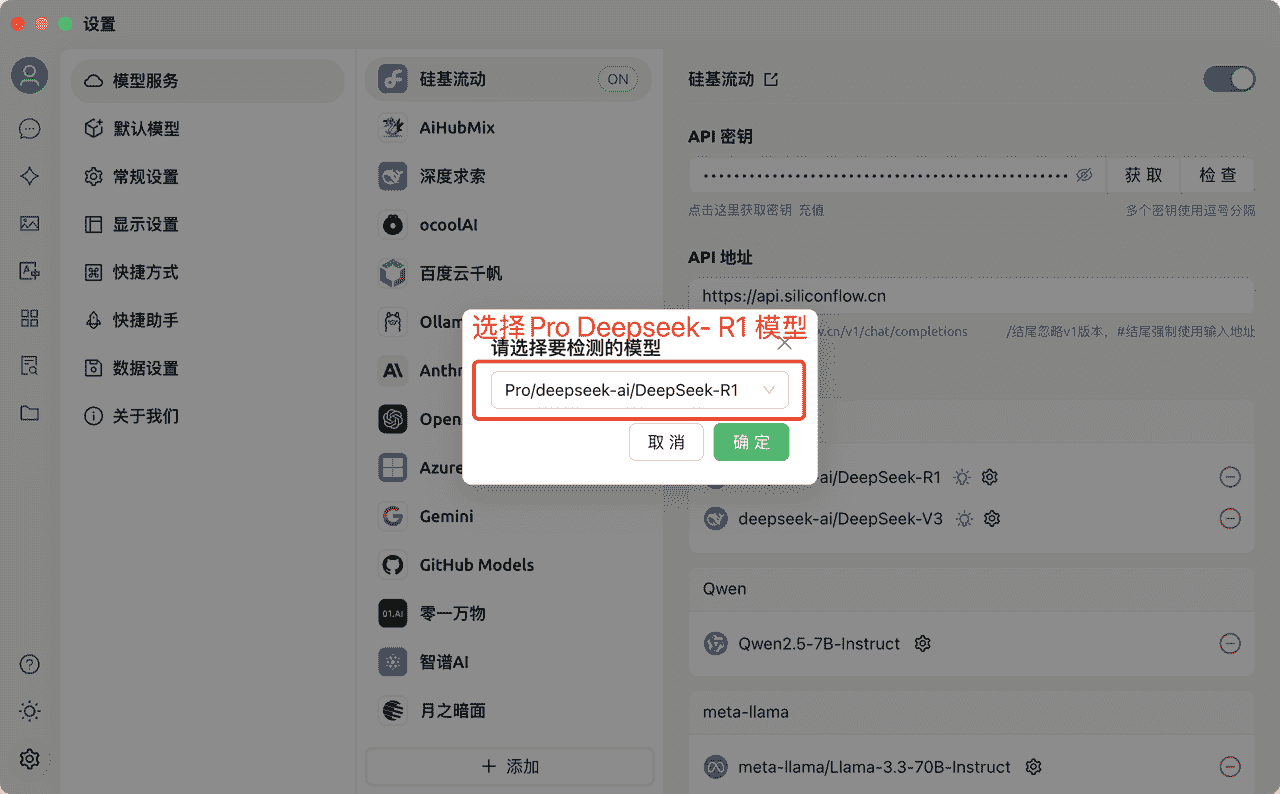 设置
模型服务
默认模型
常规设置
显示设置
快捷方式
快捷助手
数据设置
关于我们
硅基流动 ON
AiHubMix
深度求索
ocoolAI
百度云千帆
Ollam
Anthr
Open
Azure
Gemini
GitHub Models
01.AI 零一万物
智谱AI
月之暗面
添加
硅基流动
API 密钥
获 取
检 查
点击这里获取密钥 充值
多个密钥使用逗号分隔
API 地址
https://api.siliconflow.cn
w.cn/v1/chat/completions
/结尾忽略v1版本，#结尾强制使用输入地址
选择 Pro Deepseek- R1 模型
请选择要检测的模型
Pro/deepseek-ai/DeepSeek-R1
取 消
确 定
ai/DeepSeek-R1
deepseek-ai/DeepSeek-V3
Qwen
Qwen2.5-7B-Instruct
meta-llama
meta-llama/Llama-3.3-70B-Instruct